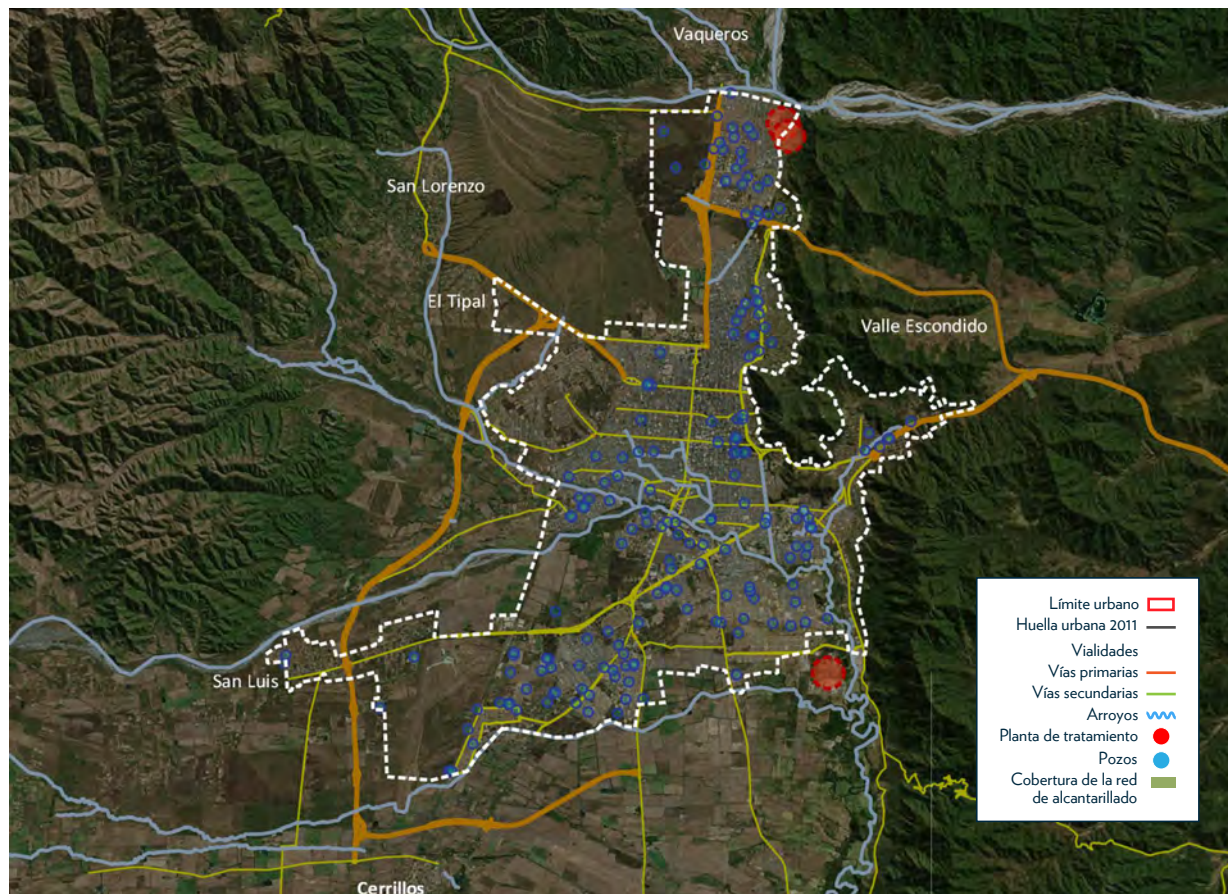 Vaqueros
San Lorenzo
El Tipal
Valle Escondido
San Luis
Cerrillos
Límite urbano
Huella urbana 2011
Vialidades
Vías primarias
Vías secundarias
Arroyos
Planta de tratamiento
Pozos
Cobertura de la red
de alcantarillado